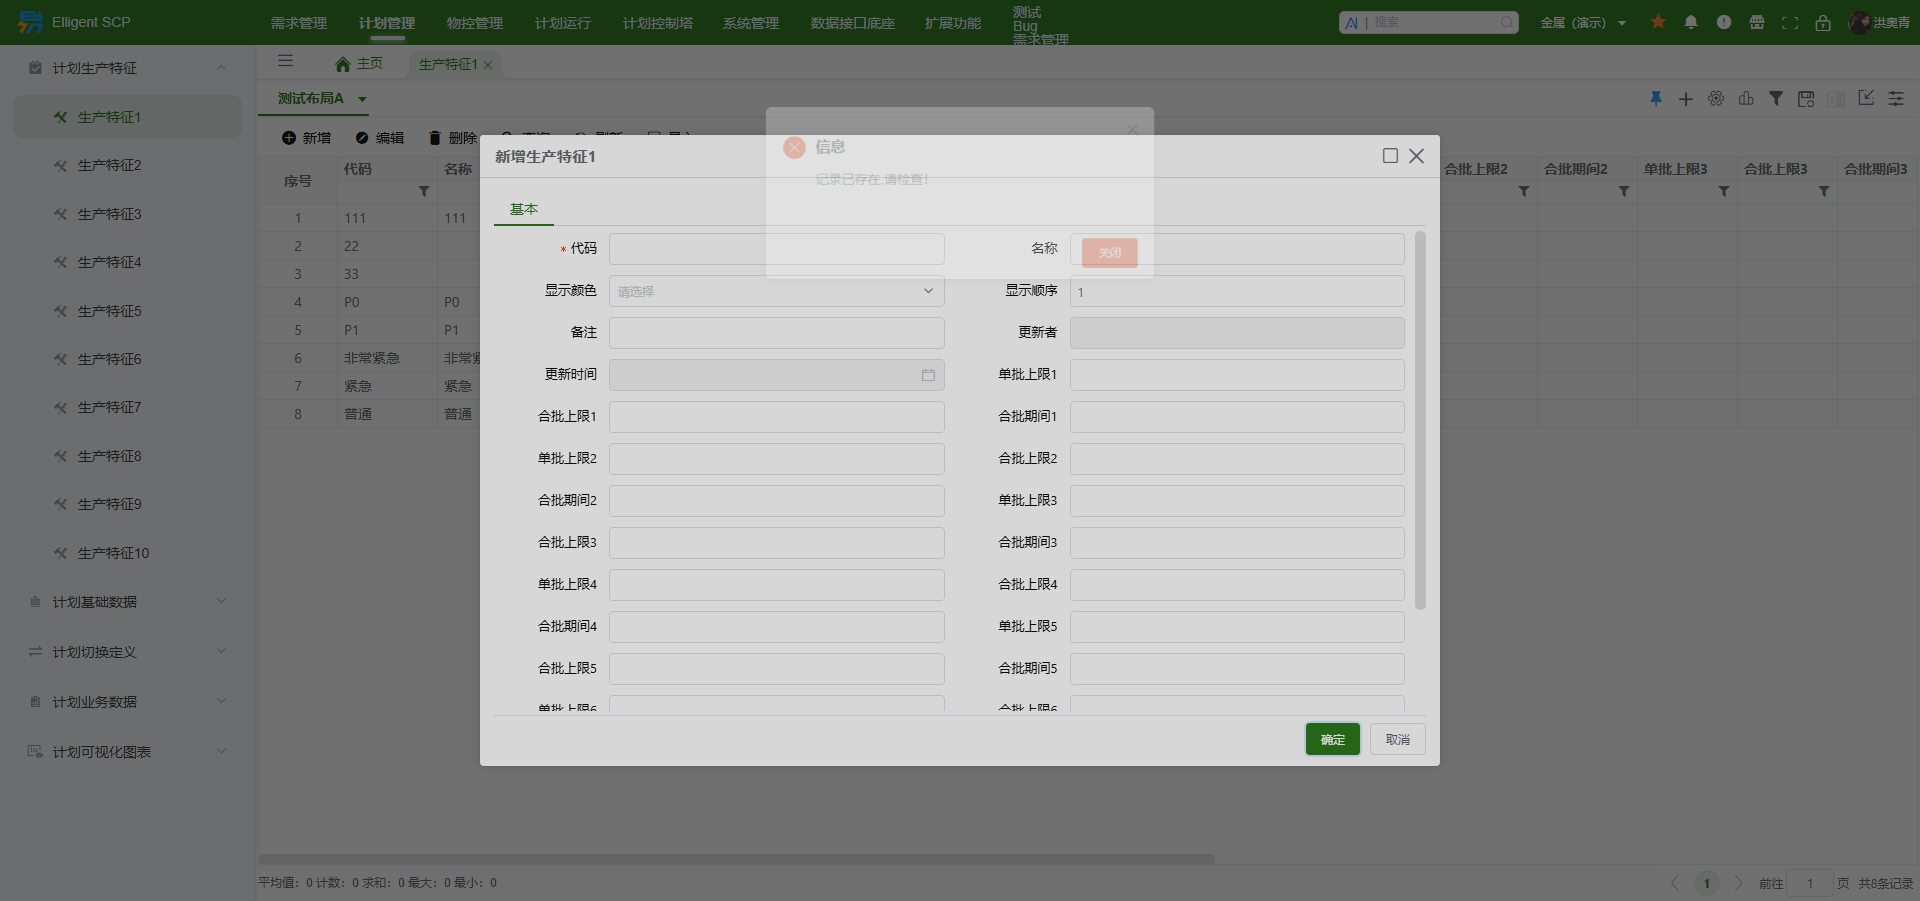 Elligent SCP
需求管理 计划管理 物控管理 计划运行 计划控制塔 系统管理 数据接口底座 扩展功能 测试
Bug
需求管理
AI | 搜索
金属（演示）
洪奥青
计划生产特征
生产特征1
生产特征2
生产特征3
生产特征4
生产特征5
生产特征6
生产特征7
生产特征8
生产特征9
生产特征10
计划基础数据
计划切换定义
计划业务数据
计划可视化图表
主页 生产特征1
测试布局A
新增 编辑 删除
序号 代码 名称 合批上限2 合批期间2 单批上限3 合批上限3 合批期间3
1 111 111
2 22
3 33
4 P0 P0
5 P1 P1
6 非常紧急 非常紧
7 紧急 紧急
8 普通 普通
新增生产特征1
信息
记录已存在,请检查!
关闭
基本
* 代码 名称
显示颜色 请选择 显示顺序 1
备注 更新者
更新时间 单批上限1
合批上限1 合批期间1
单批上限2 合批上限2
合批期间2 单批上限3
合批上限3 合批期间3
单批上限4 合批上限4
合批期间4 单批上限5
合批上限5 合批期间5
单批上限6 合批上限6
确定 取消
平均值：0 计数：0 求和：0 最大：0 最小：0
1 前往 1 页 共8条记录